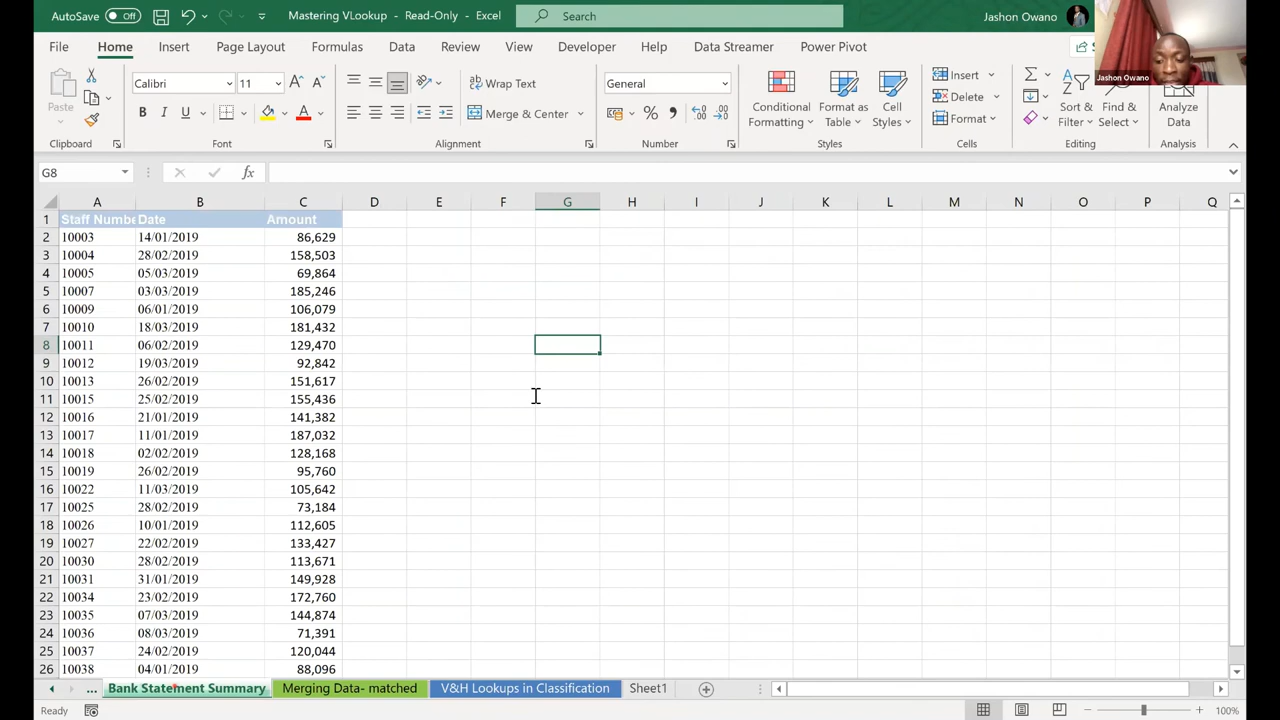 AutoSave Off Mastering VLookup - Read-Only - Excel Search Jashon Owano
File Home Insert Page Layout Formulas Data Review View Developer Help Data Streamer Power Pivot
Jashon Owano
Paste
Clipboard
Calibri 11
B I U A
Font
Wrap Text
Merge & Center
Alignment
General
Number
Conditional Formatting
Format as Table
Cell Styles
Styles
Insert
Delete
Format
Cells
Sort & Filter
Find & Select
Editing
Analyze Data
Analysis
G8 fx
A B C D E F G H I J K L M N O P Q
1 Staff Numbe Date Amount
2 10003 14/01/2019 86,629
3 10004 28/02/2019 158,503
4 10005 05/03/2019 69,864
5 10007 03/03/2019 185,246
6 10009 06/01/2019 106,079
7 10010 18/03/2019 181,432
8 10011 06/02/2019 129,470
9 10012 19/03/2019 92,842
10 10013 26/02/2019 151,617
11 10015 25/02/2019 155,436
12 10016 21/01/2019 141,382
13 10017 11/01/2019 187,032
14 10018 02/02/2019 128,168
15 10019 26/02/2019 95,760
16 10022 11/03/2019 105,642
17 10025 28/02/2019 73,184
18 10026 10/01/2019 112,605
19 10027 22/02/2019 133,427
20 10030 28/02/2019 113,671
21 10031 31/01/2019 149,928
22 10034 23/02/2019 172,760
23 10035 07/03/2019 144,874
24 10036 08/03/2019 71,391
25 10037 24/02/2019 120,044
26 10038 04/01/2019 88,096
... Bank Statement Summary Merging Data- matched V&H Lookups in Classification Sheet1
Ready 100%